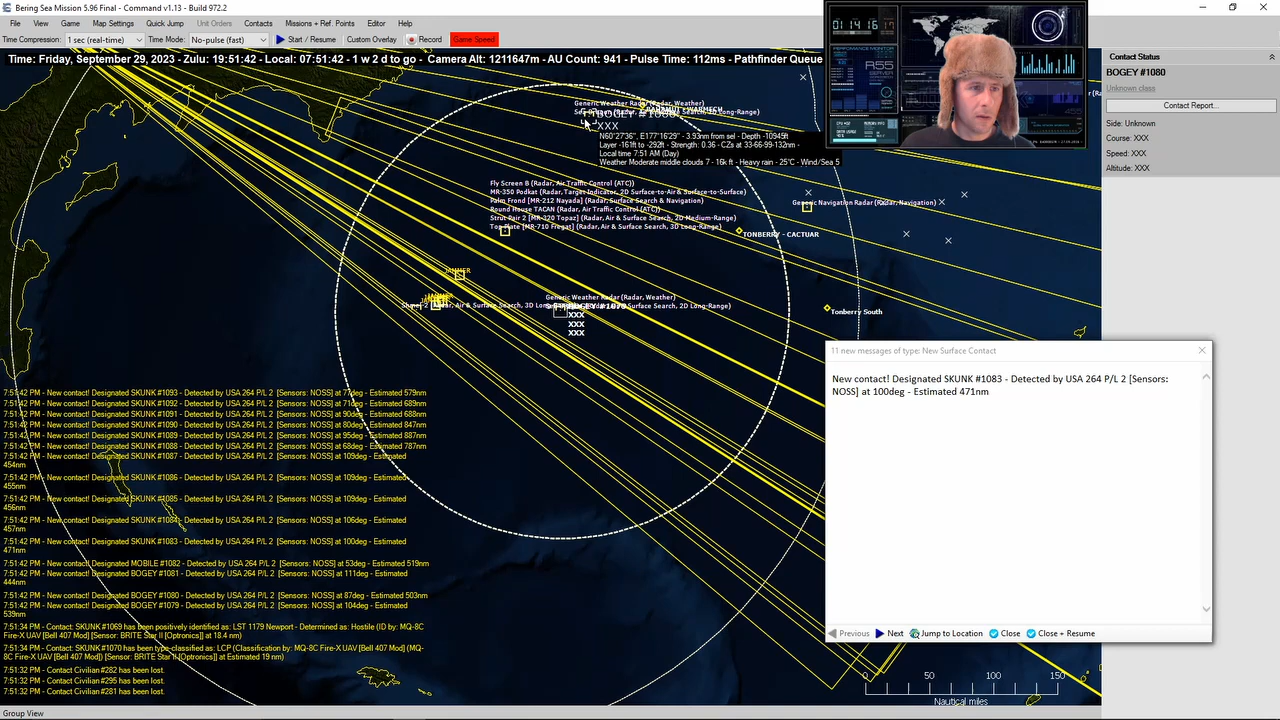 Bering Sea Mission 5.96 Final - Command v1.13 - Build 972.2
File View Game Map Settings Quick Jump Unit Orders Contacts Missions + Ref. Points Editor Help
Time Compression: 1 sec (real-time) Time Mode: No-pulse (fast) Start / Resume Custom Overlay Record Game Speed
Camera Alt: 1211647m - AU Count: 0 Pulse Time: 112ms - Pathfinder Queue
Contact Status
BOGEY #1080
Unknown class
Contact Report...
Side: Unknown
Course: XXX
Speed: XXX
Altitude: XXX
Generic Weather Radar (Radar, Weather)
XXX
N60°27'36", E177°16'29" - 3.93nm from sel - Depth -10345ft
Layer -161ft to -292ft - Strength: 0.36 - CZs at 33-66-99-132nm
Local time 7:51 AM (Day)
Weather Moderate middle clouds 7 - 16k ft - Heavy rain - 25°C - Wind/Sea 5
Fly Screen B (Radar, Air Traffic Control (ATC))
MR-350 Podkat (Radar, Target Indicator, 2D Surface-to-Air & Surface-to-Surface)
Palm Frond [MR-212 Nayada] (Radar, Surface Search & Navigation)
Round House TACAN (Radar, Air Traffic Control (ATC))
Strut Pair 2 [MR-320 Topaz] (Radar, Air & Surface Search, 2D Medium-Range)
Top Plate [MR-710 Fregat] (Radar, Air & Surface Search, 3D Long-Range)
Generic Navigation Radar (Radar, Navigation)
TONBERRY - CACTUAR
JAMMER
Generic Weather Radar (Radar, Weather)
XXX
XXX
XXX
Tonberry South
11 new messages of type: New Surface Contact
New contact! Designated SKUNK #1083 - Detected by USA 264 P/L 2 [Sensors:
NOSS] at 100deg - Estimated 471nm
Previous Next Jump to Location Close Close + Resume
7:51:42 PM - New contact! Designated SKUNK #1093 - Detected by USA 264 P/L 2 [Sensors: NOSS] at 77deg - Estimated 579nm
7:51:42 PM - New contact! Designated SKUNK #1092 - Detected by USA 264 P/L 2 [Sensors: NOSS] at 71deg - Estimated 689nm
7:51:42 PM - New contact! Designated SKUNK #1091 - Detected by USA 264 P/L 2 [Sensors: NOSS] at 90deg - Estimated 688nm
7:51:42 PM - New contact! Designated SKUNK #1090 - Detected by USA 264 P/L 2 [Sensors: NOSS] at 80deg - Estimated 847nm
7:51:42 PM - New contact! Designated SKUNK #1089 - Detected by USA 264 P/L 2 [Sensors: NOSS] at 95deg - Estimated 887nm
7:51:42 PM - New contact! Designated SKUNK #1088 - Detected by USA 264 P/L 2 [Sensors: NOSS] at 68deg - Estimated 787nm
7:51:42 PM - New contact! Designated SKUNK #1087 - Detected by USA 264 P/L 2 [Sensors: NOSS] at 109deg - Estimated
454nm
7:51:42 PM - New contact! Designated SKUNK #1086 - Detected by USA 264 P/L 2 [Sensors: NOSS] at 109deg - Estimated
455nm
7:51:42 PM - New contact! Designated SKUNK #1085 - Detected by USA 264 P/L 2 [Sensors: NOSS] at 109deg - Estimated
456nm
7:51:42 PM - New contact! Designated SKUNK #1084 - Detected by USA 264 P/L 2 [Sensors: NOSS] at 106deg - Estimated
457nm
7:51:42 PM - New contact! Designated SKUNK #1083 - Detected by USA 264 P/L 2 [Sensors: NOSS] at 100deg - Estimated
471nm
7:51:42 PM - New contact! Designated MOBILE #1082 - Detected by USA 264 P/L 2 [Sensors: NOSS] at 53deg - Estimated 519nm
7:51:42 PM - New contact! Designated BOGEY #1081 - Detected by USA 264 P/L 2 [Sensors: NOSS] at 111deg - Estimated
444nm
7:51:42 PM - New contact! Designated BOGEY #1080 - Detected by USA 264 P/L 2 [Sensors: NOSS] at 87deg - Estimated 503nm
7:51:42 PM - New contact! Designated BOGEY #1079 - Detected by USA 264 P/L 2 [Sensors: NOSS] at 104deg - Estimated
539nm
7:51:34 PM - Contact: SKUNK #1069 has been positively identified as: LST 1179 Newport - Determined as: Hostile (ID by: MQ-8C
Fire-X UAV [Bell 407 Mod] [Sensor: BRITE Star II [Optronics]] at 18.4 nm)
7:51:34 PM - Contact: SKUNK #1070 has been type-classified as: LCP (Classification by: MQ-8C Fire-X UAV [Bell 407 Mod] (MQ-
8C Fire-X UAV [Bell 407 Mod]) [Sensor: BRITE Star II [Optronics]] at Estimated 19 nm)
7:51:32 PM - Contact Civilian #282 has been lost.
7:51:32 PM - Contact Civilian #295 has been lost.
7:51:32 PM - Contact Civilian #281 has been lost.
0 50 100 150
Nautical miles
Group View